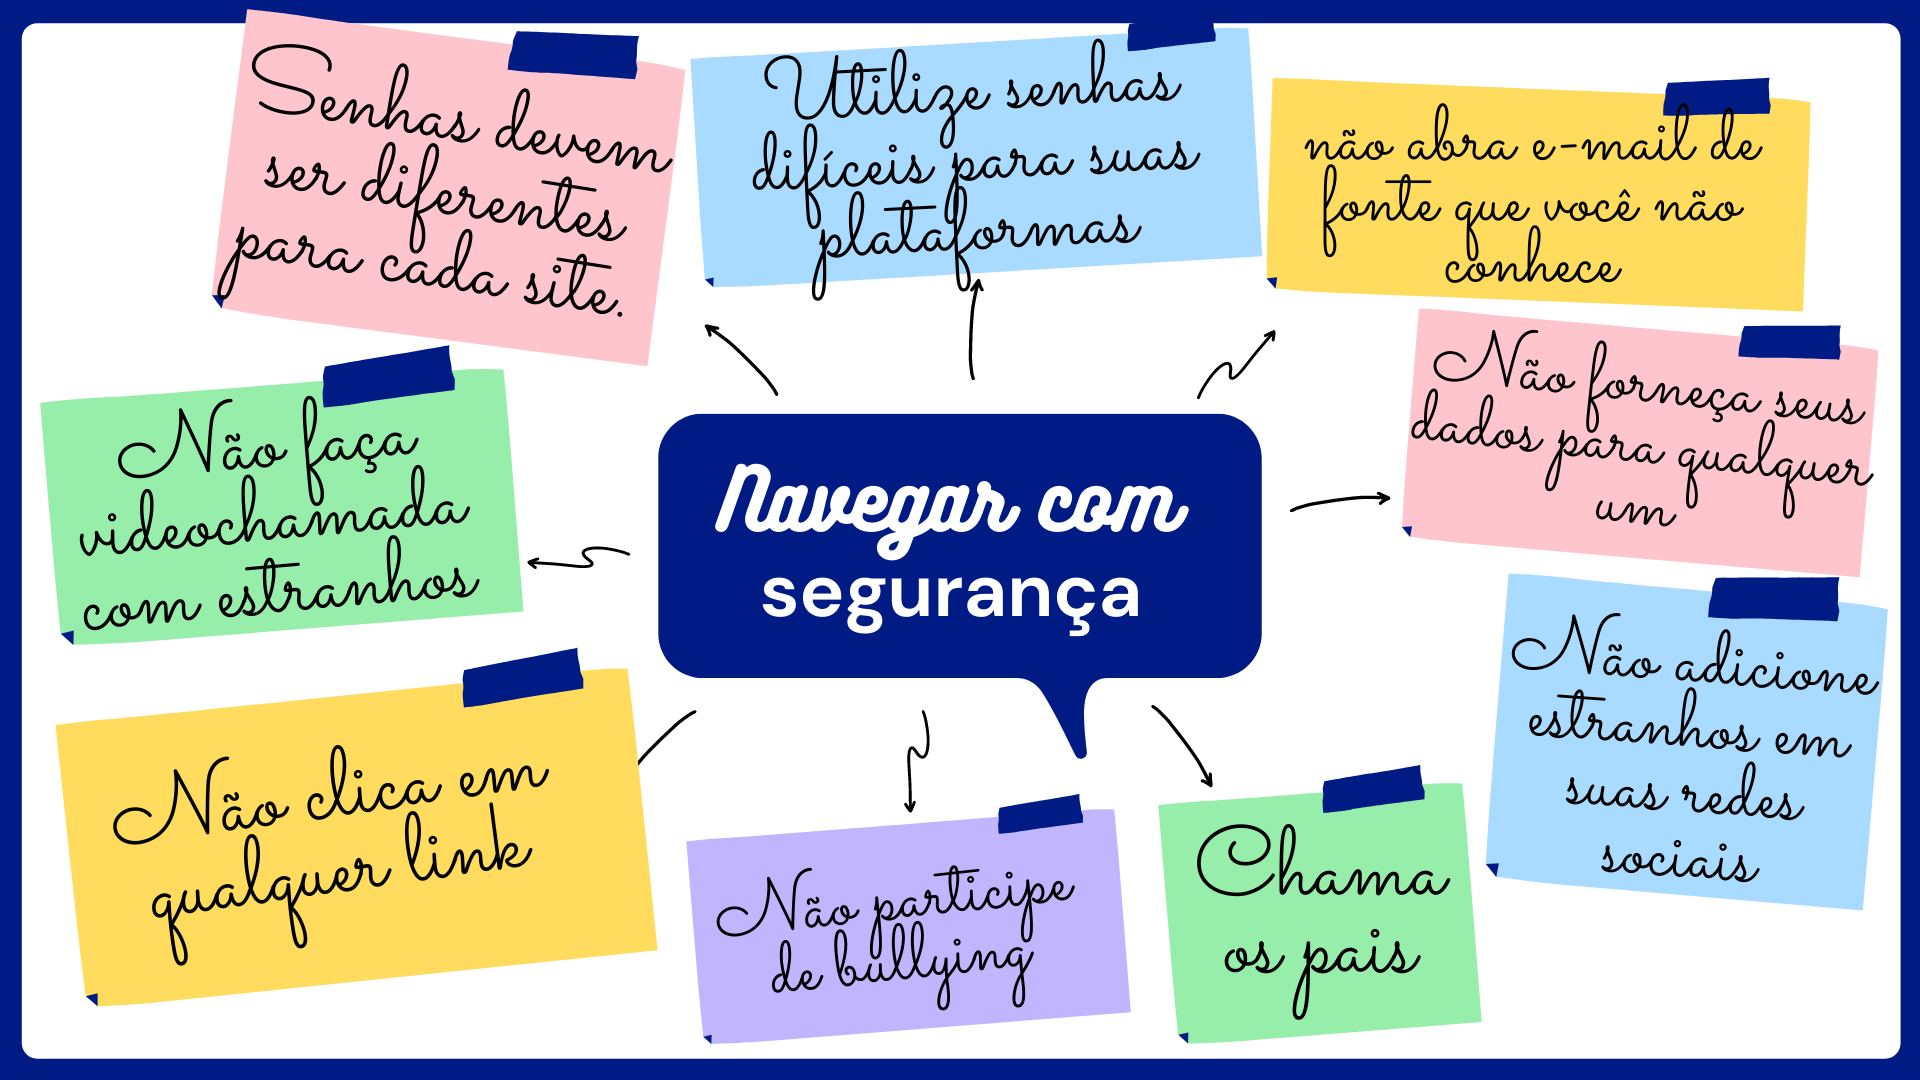 Senhas devem
ser diferentes
para cada site.
Utilize senhas
difíceis para suas
plataformas
não abra e-mail de
fonte que você não
conhece
Não forneça seus
dados para qualquer
um
Não faça
videochamada
com estranhos
Navegar com
segurança
Não adicione
estranhos em
suas redes
sociais
Não clica em
qualquer link
Não participe
de bullying
Chama
os pais